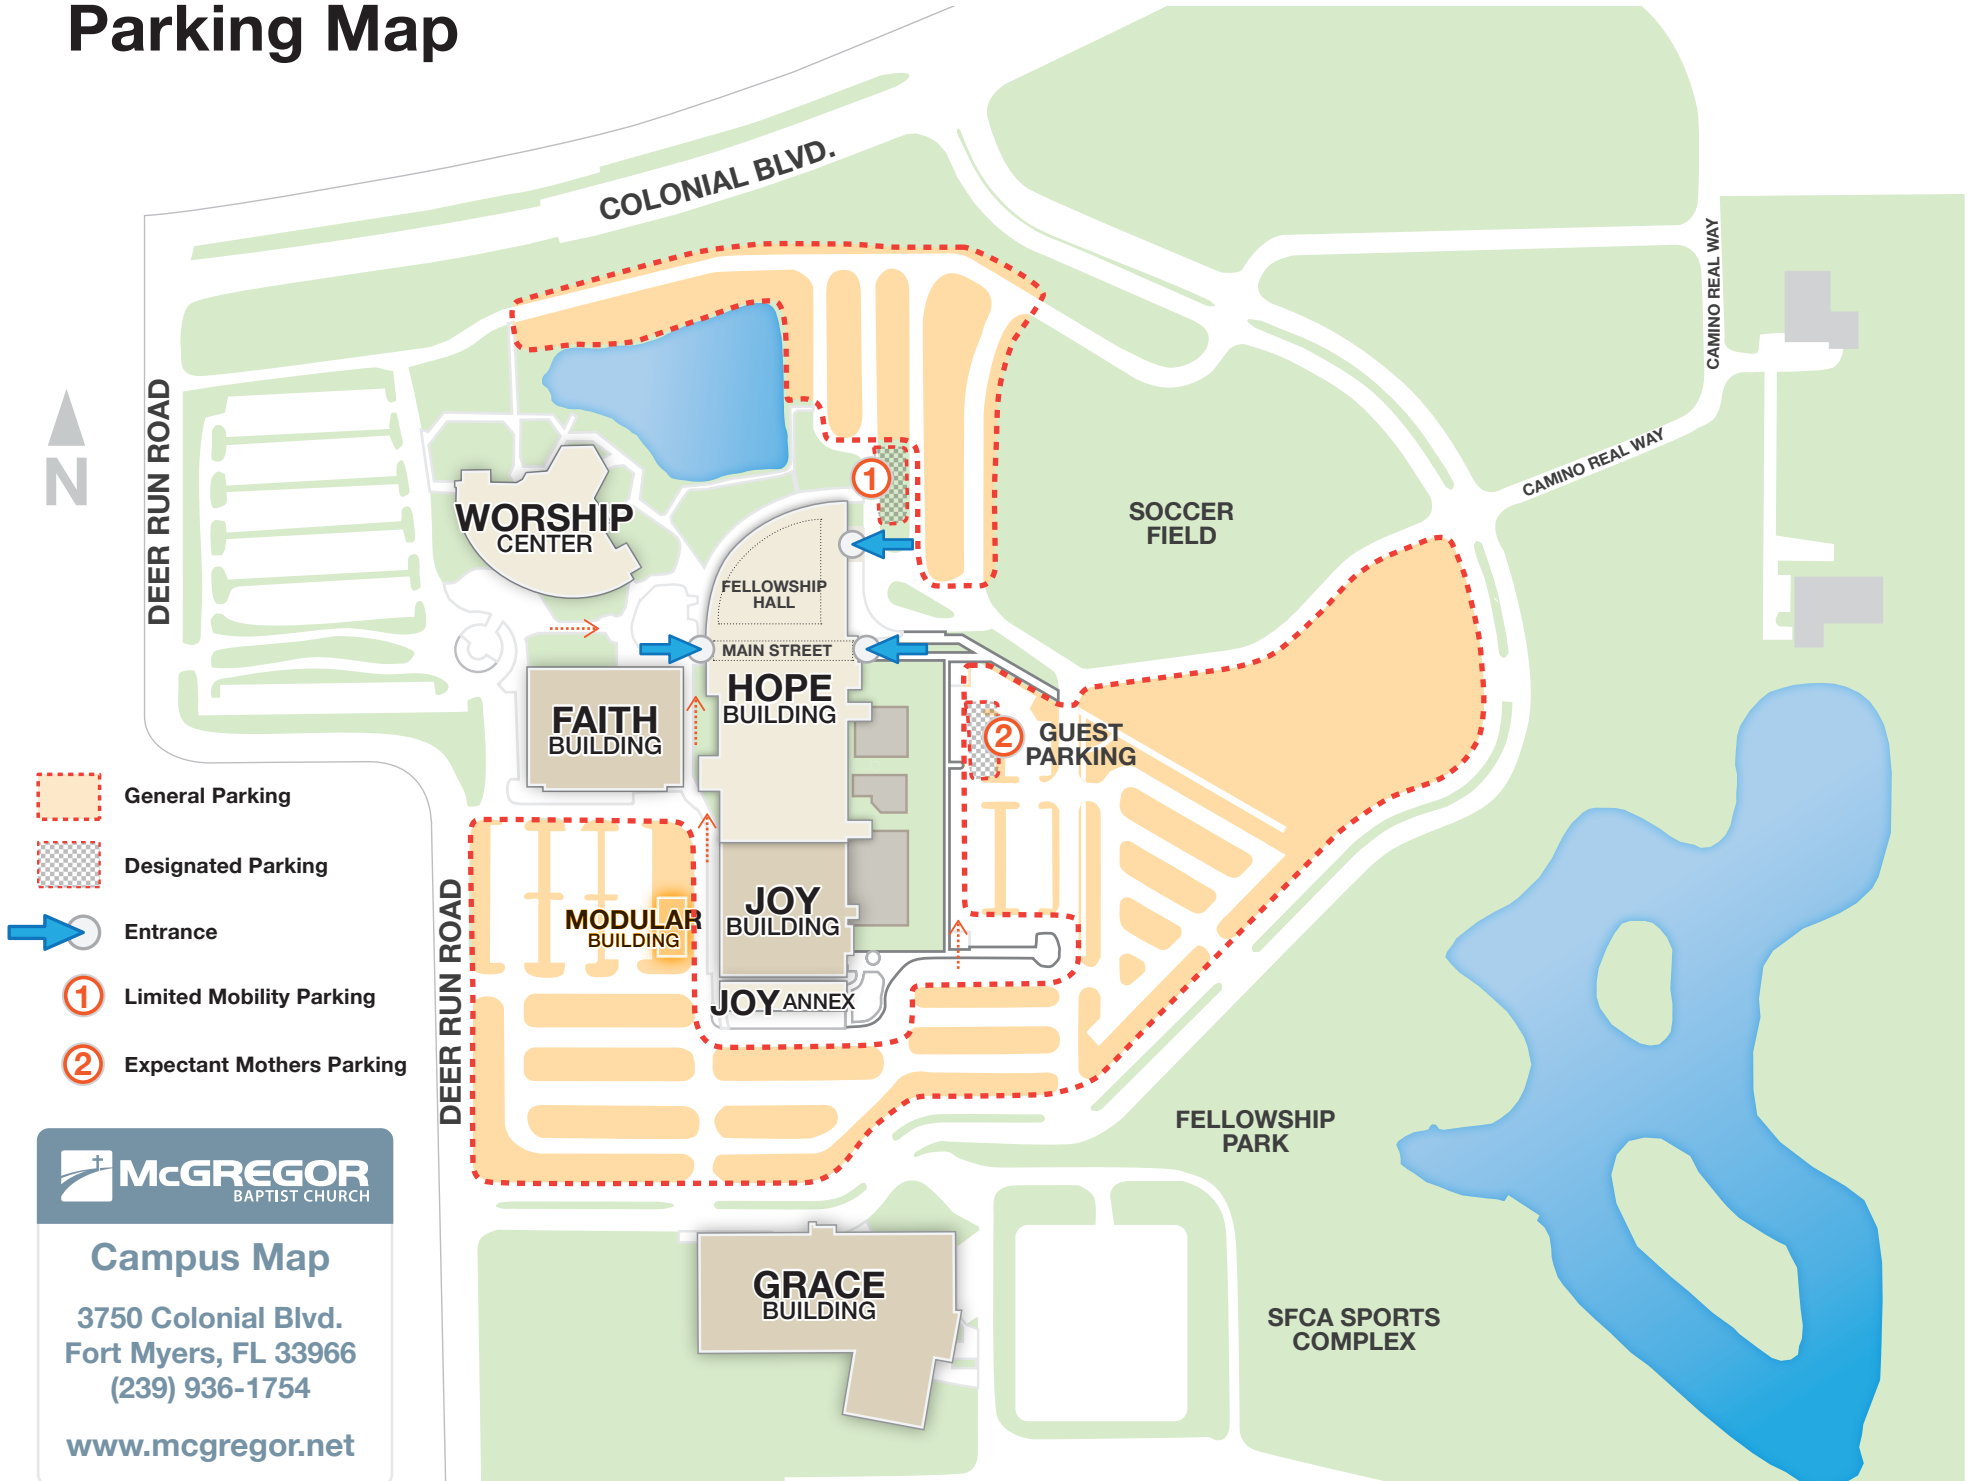 Parking Map
COLONIAL BLVD.
CAMINO REAL WAY
CAMINO REAL WAY
DEER RUN ROAD
N
1
WORSHIP
CENTER
SOCCER
FIELD
FELLOWSHIP
HALL
MAIN STREET
HOPE
BUILDING
FAITH
BUILDING
2
GUEST
PARKING
General Parking
Designated Parking
Entrance
1
Limited Mobility Parking
2
Expectant Mothers Parking
DEER RUN ROAD
MODULAR
BUILDING
JOY
BUILDING
JOY ANNEX
FELLOWSHIP
PARK
McGREGOR
BAPTIST CHURCH
Campus Map
3750 Colonial Blvd.
Fort Myers, FL 33966
(239) 936-1754
www.mcgregor.net
GRACE
BUILDING
SFCA SPORTS
COMPLEX